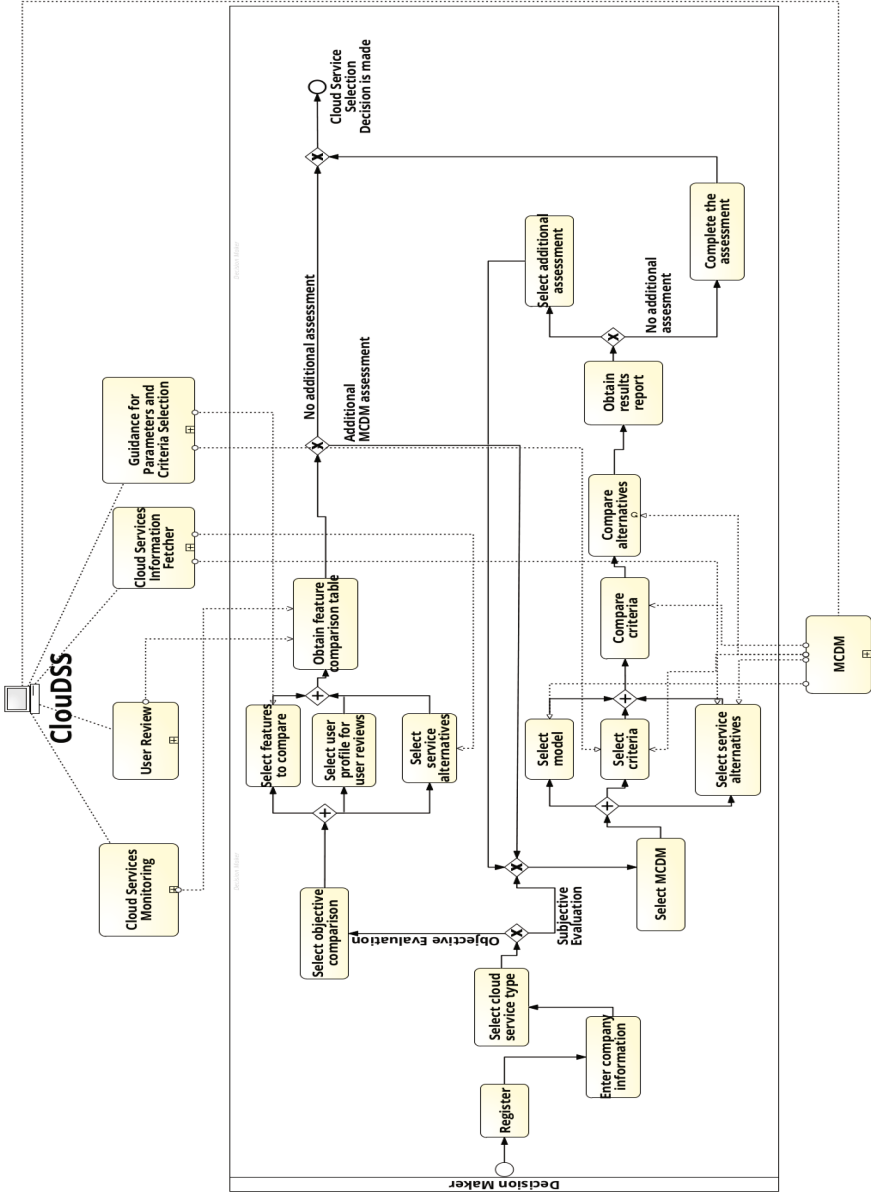 ClouDSS
Cloud Services
Monitoring
User Review
Cloud Services
Information
Fetcher
Guidance for
Parameters and
Criteria Selection
Decision Maker
Decision Maker
Decision Maker
Register
Enter company
information
Select cloud
service type
Objective Evaluation
Subjective
Evaluation
Select objective
comparison
Select features
to compare
Select user
profile for
user reviews
Select
service
alternatives
Obtain feature
comparison table
No additional assessment
Additional
MCDM assessment
Cloud Service
Selection
Decision is made
Select MCDM
Select
model
Select
criteria
Select service
alternatives
Compare
criteria
Compare
alternatives
Obtain
results
report
Select additional
assessment
No additional
assesment
Complete the
assessment
MCDM